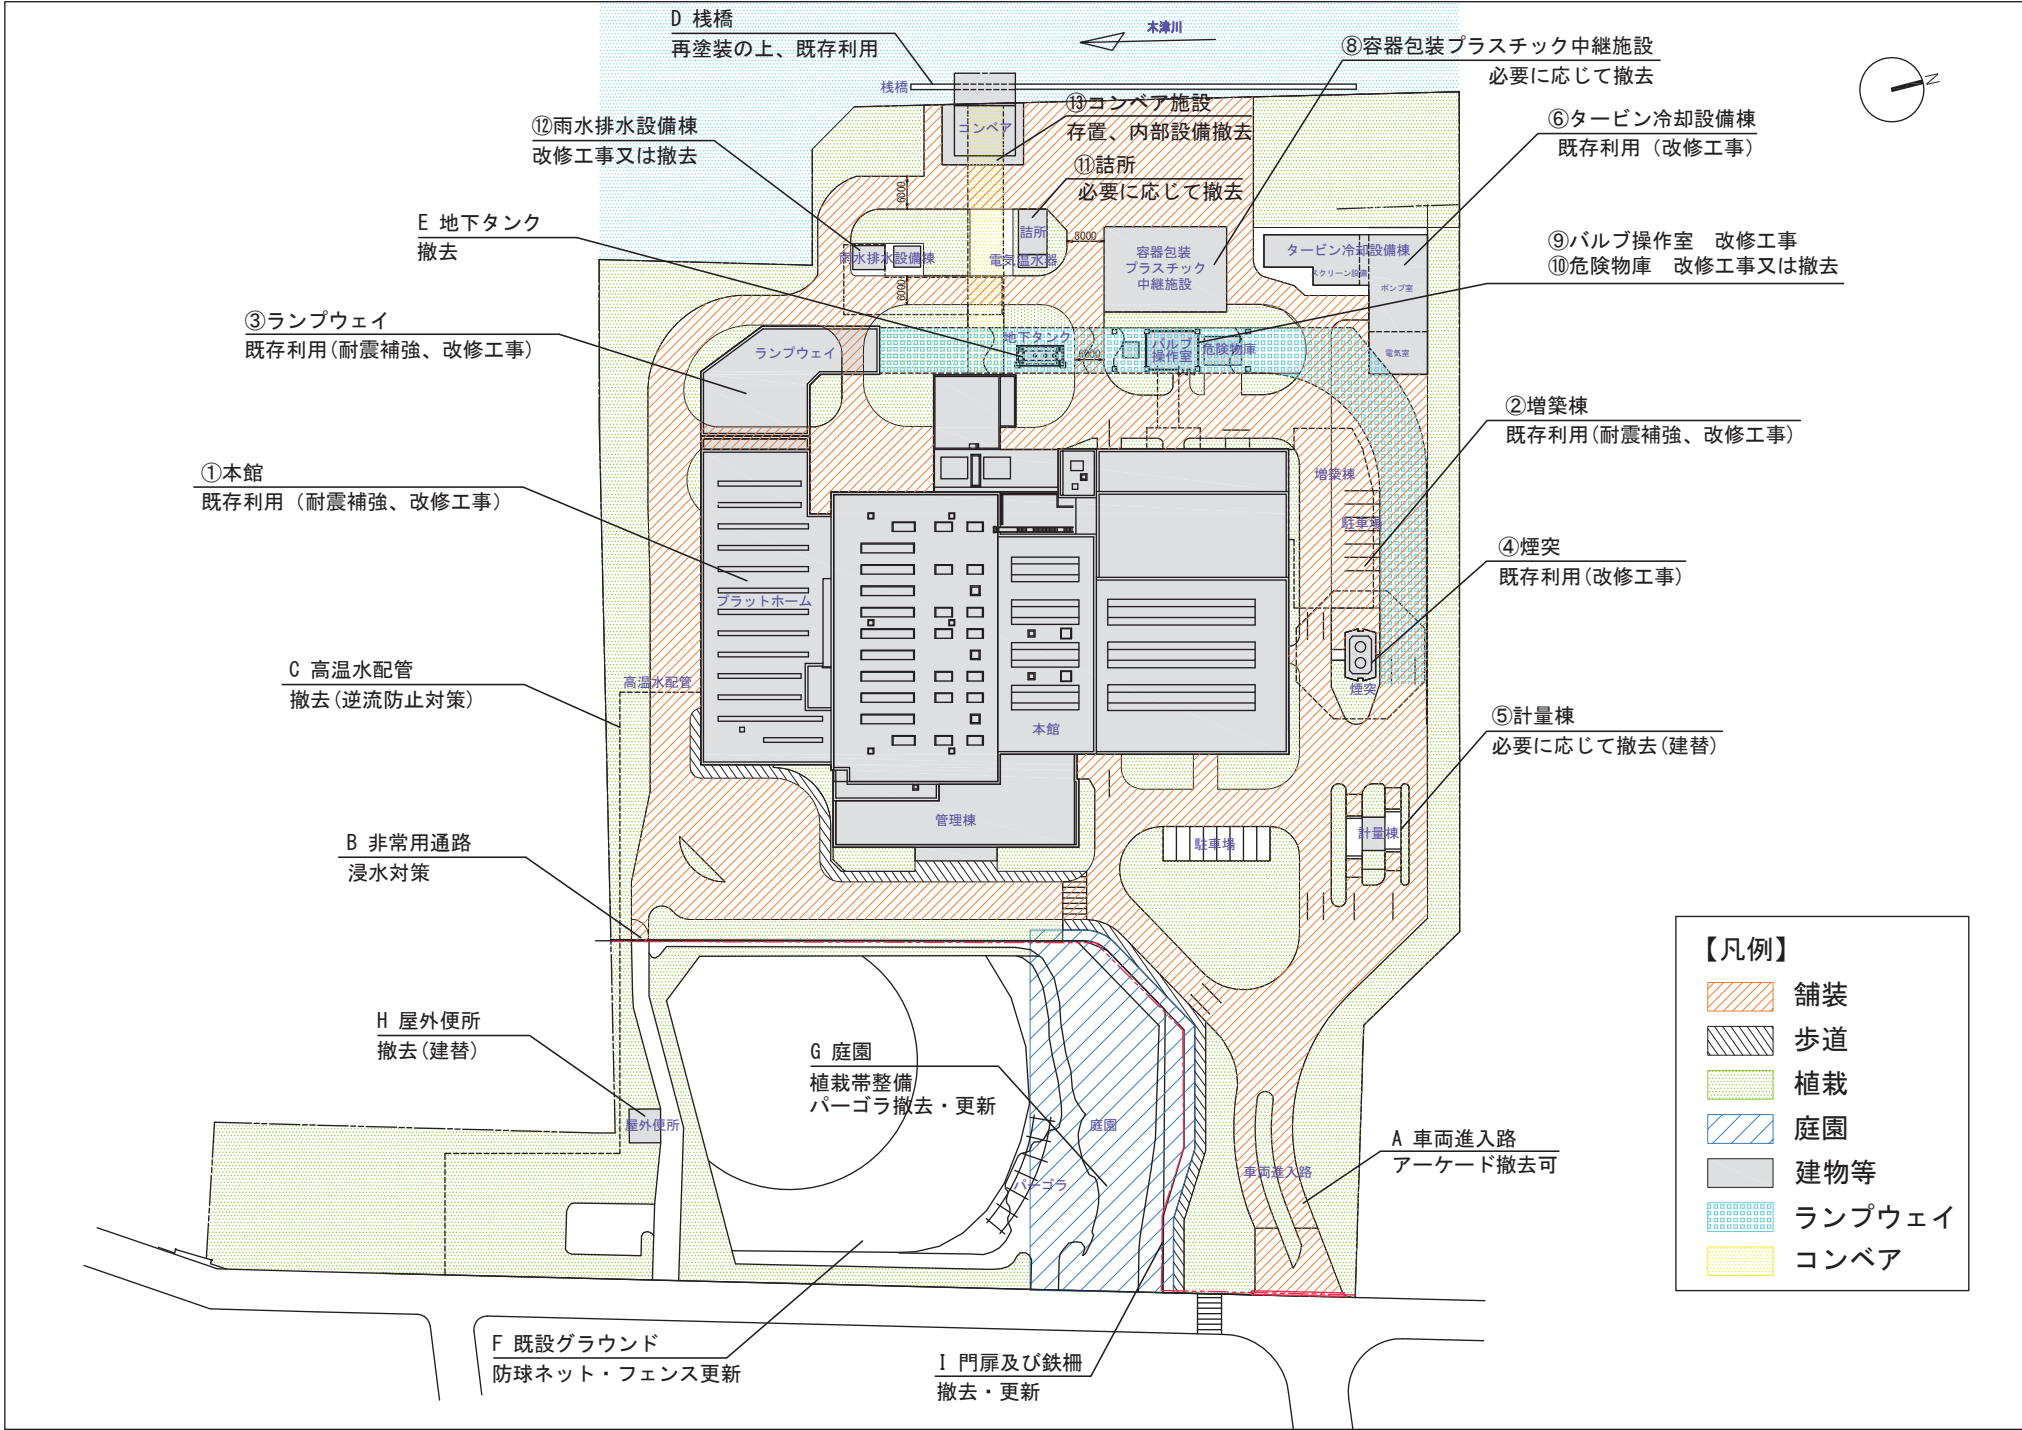 D 桟橋
再塗装の上、既存利用
木津川
⑧容器包装プラスチック中継施設
必要に応じて撤去
N
桟橋
⑬コンベア施設
存置、内部設備撤去
コンベア
⑫雨水排水設備棟
改修工事又は撤去
⑥タービン冷却設備棟
既存利用（改修工事）
⑪詰所
必要に応じて撤去
6000
E 地下タンク
撤去
詰所
8000
雨水排水設備棟
電気温水器
容器包装
プラスチック
中継施設
タービン冷却設備棟
スクリーン設備
ポンプ室
⑨バルブ操作室　改修工事
⑩危険物庫　改修工事又は撤去
6000
③ランプウェイ
既存利用(耐震補強、改修工事)
ランプウェイ
地下タンク
6000
バルブ
操作室
危険物庫
電気室
②増築棟
既存利用(耐震補強、改修工事)
①本館
既存利用（耐震補強、改修工事）
増築棟
駐車場
④煙突
既存利用(改修工事)
プラットホーム
C 高温水配管
撤去(逆流防止対策)
高温水配管
煙突
本館
⑤計量棟
必要に応じて撤去(建替)
管理棟
駐車場
計量棟
B 非常用通路
浸水対策
【凡例】
舗装
歩道
植栽
庭園
建物等
ランプウェイ
コンベア
H 屋外便所
撤去(建替)
G 庭園
植栽帯整備
パーゴラ撤去・更新
屋外便所
庭園
パーゴラ
A 車両進入路
アーケード撤去可
車両進入路
F 既設グラウンド
防球ネット・フェンス更新
I 門扉及び鉄柵
撤去・更新